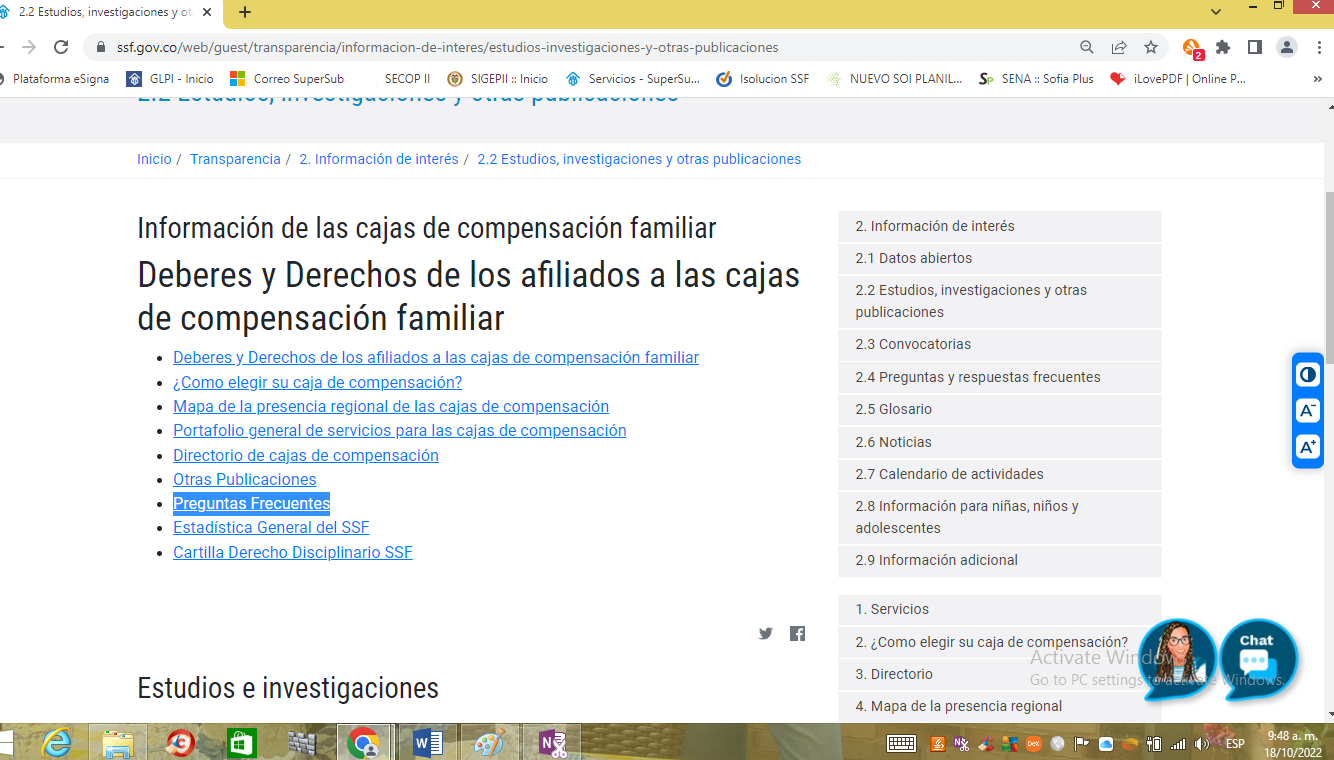 2.2 Estudios, investigaciones y ot
ssf.gov.co/web/guest/transparencia/informacion-de-interes/estudios-investigaciones-y-otras-publicaciones
2
Plataforma eSigna
GLPI - Inicio
Correo SuperSub
SECOP II
SIGEPII :: Inicio
Servicios - SuperSu...
Isolucion SSF
NUEVO SOI PLANIL...
SENA :: Sofia Plus
iLovePDF | Online P...
»
2.2 Estudios, investigaciones y otras publicaciones
Inicio / Transparencia / 2. Información de interés / 2.2 Estudios, investigaciones y otras publicaciones
Información de las cajas de compensación familiar
Deberes y Derechos de los afiliados a las cajas
de compensación familiar
Deberes y Derechos de los afiliados a las cajas de compensación familiar
¿Como elegir su caja de compensación?
Mapa de la presencia regional de las cajas de compensación
Portafolio general de servicios para las cajas de compensación
Directorio de cajas de compensación
Otras Publicaciones
Preguntas Frecuentes
Estadística General del SSF
Cartilla Derecho Disciplinario SSF
Estudios e investigaciones
2. Información de interés
2.1 Datos abiertos
2.2 Estudios, investigaciones y otras
publicaciones
2.3 Convocatorias
2.4 Preguntas y respuestas frecuentes
2.5 Glosario
2.6 Noticias
2.7 Calendario de actividades
2.8 Información para niñas, niños y
adolescentes
2.9 Información adicional
1. Servicios
2. ¿Como elegir su caja de compensación?
3. Directorio
4. Mapa de la presencia regional
A-
A+
Chat
Activate Windows
Go to PC settings to activate Windows.
ESP
9:48 a. m.
18/10/2022